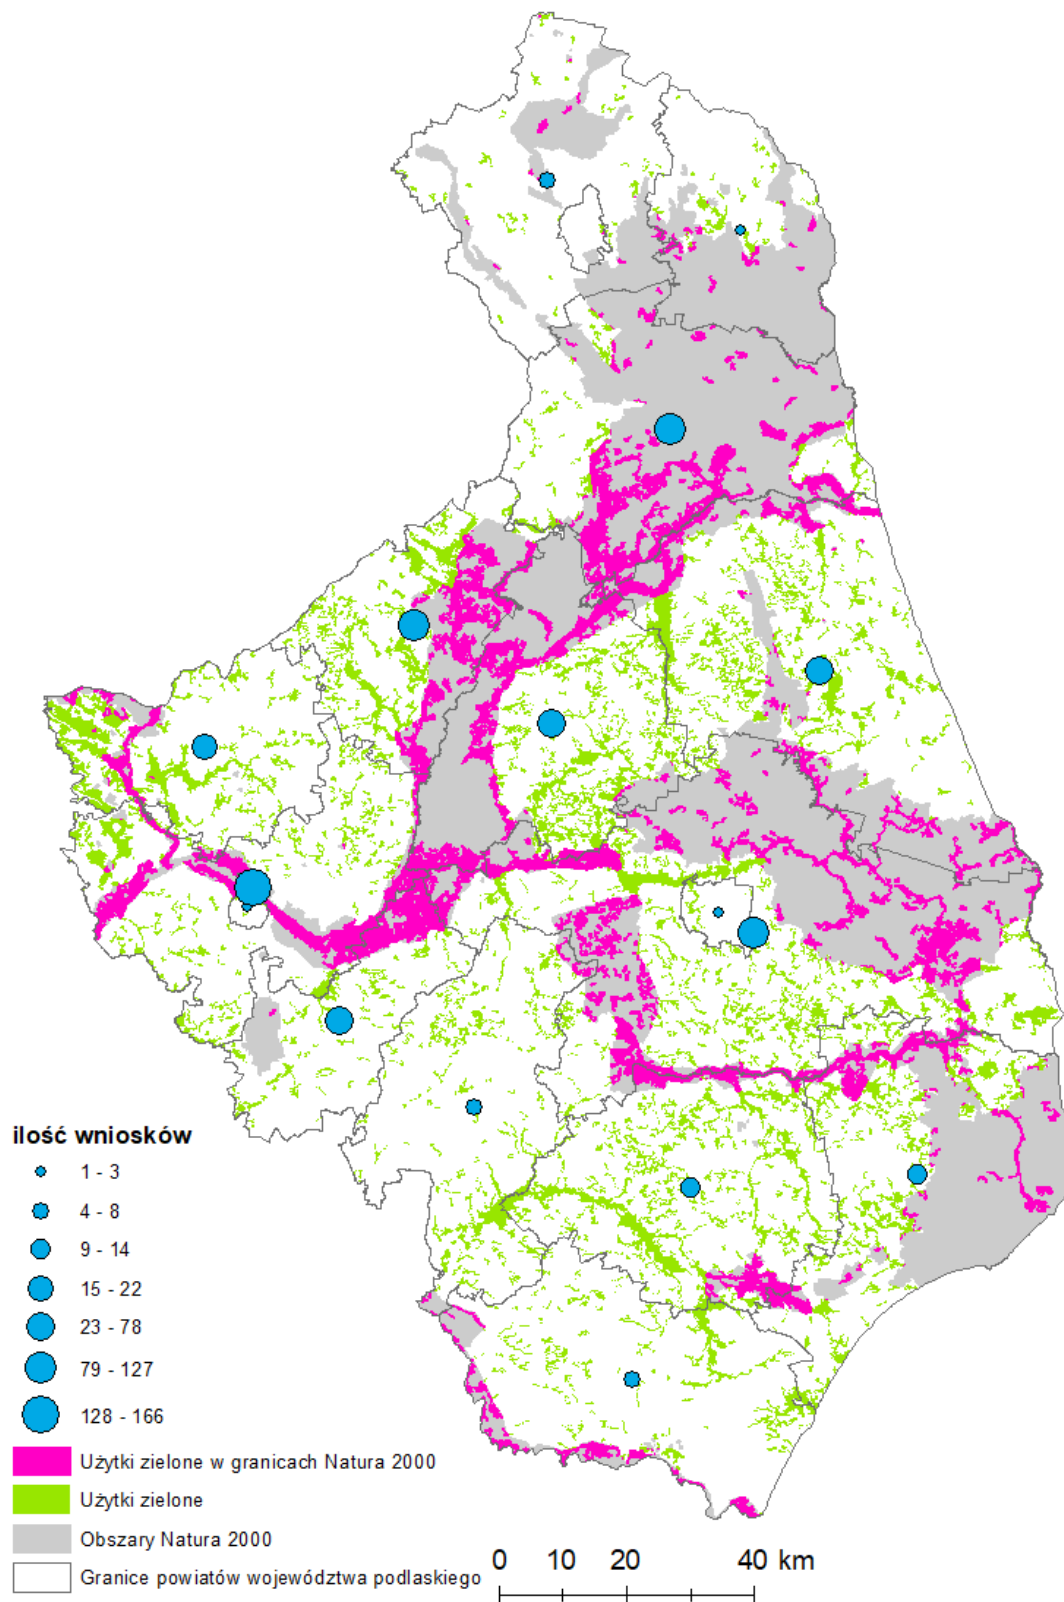 ilość wniosków
1 - 3
4 - 8
9 - 14
15 - 22
23 - 78
79 - 127
128 - 166
Użytki zielone w granicach Natura 2000
Użytki zielone
Obszary Natura 2000
Granice powiatów województwa podlaskiego
0 10 20 40 km